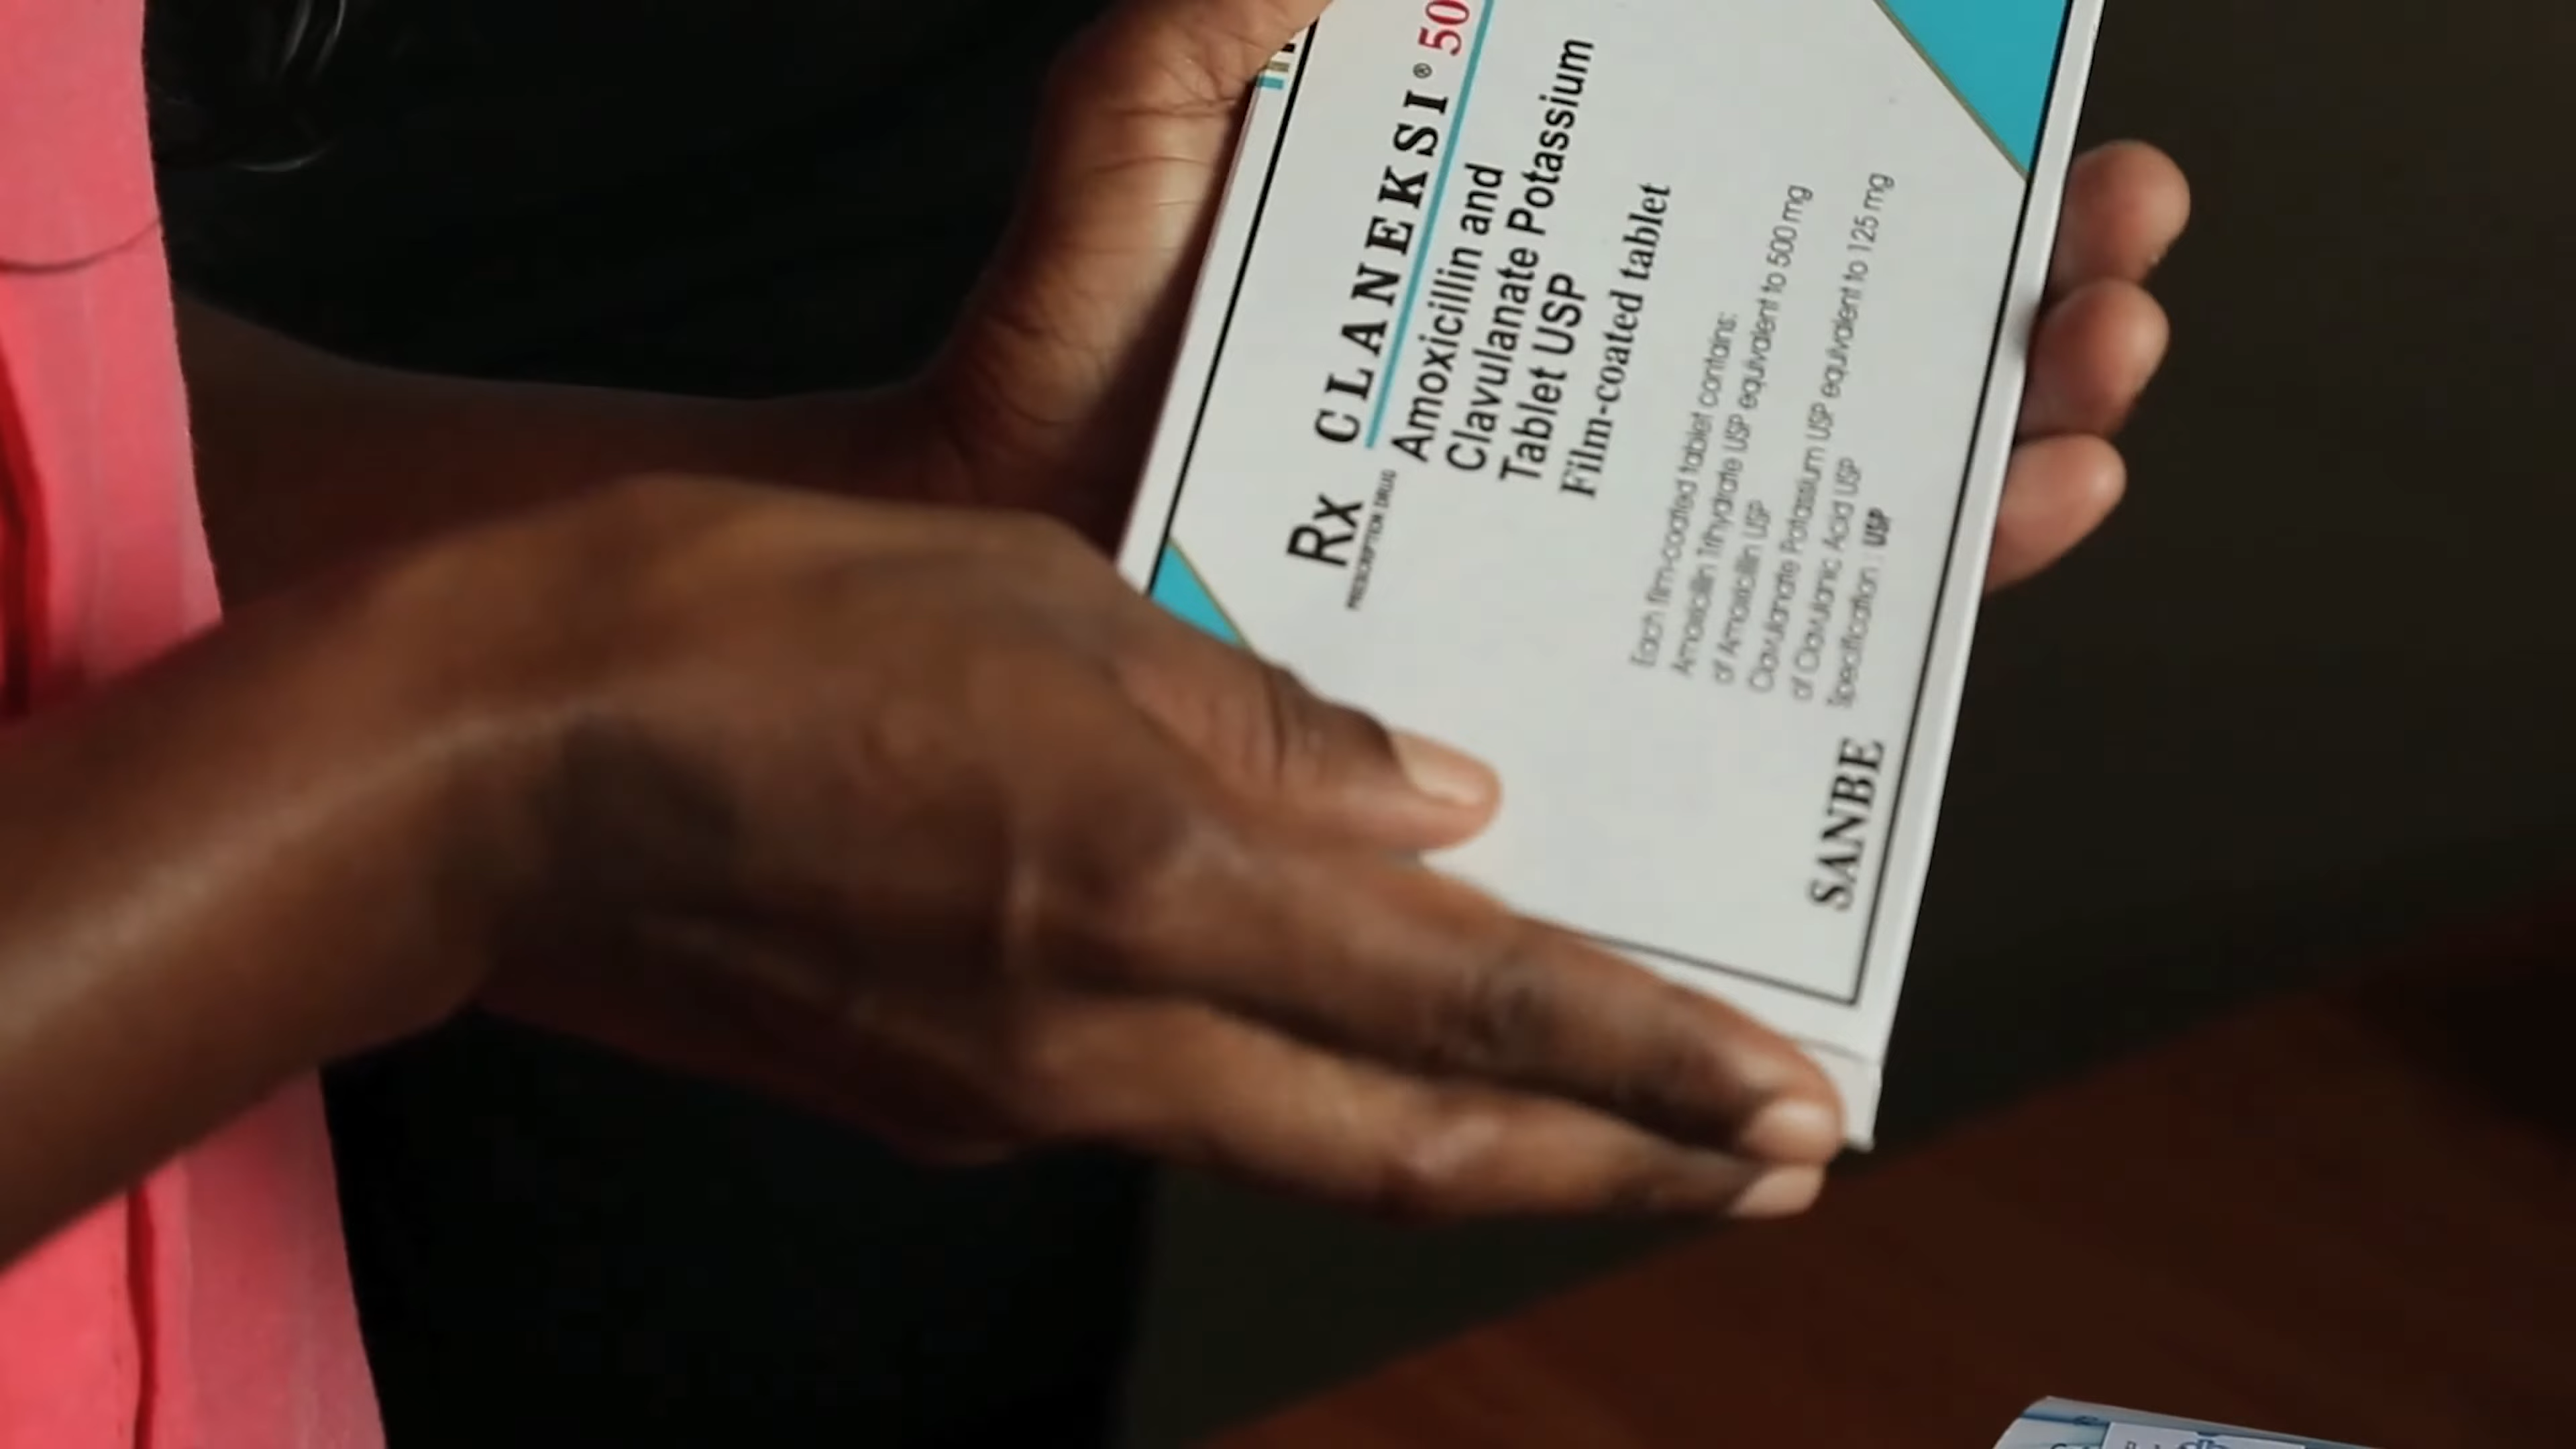 Rx CLANEKSI® 50
PRESCRIPTION DRUG
Amoxicillin and
Clavulanate Potassium
Tablet USP
Film-coated tablet
Each film-coated tablet contains:
Amoxicillin Trihydrate USP equivalent to 500 mg
of Amoxicillin USP
Clavulanate Potassium USP equivalent to 125 mg
of Clavulanic Acid USP
Specification : USP
SANBE